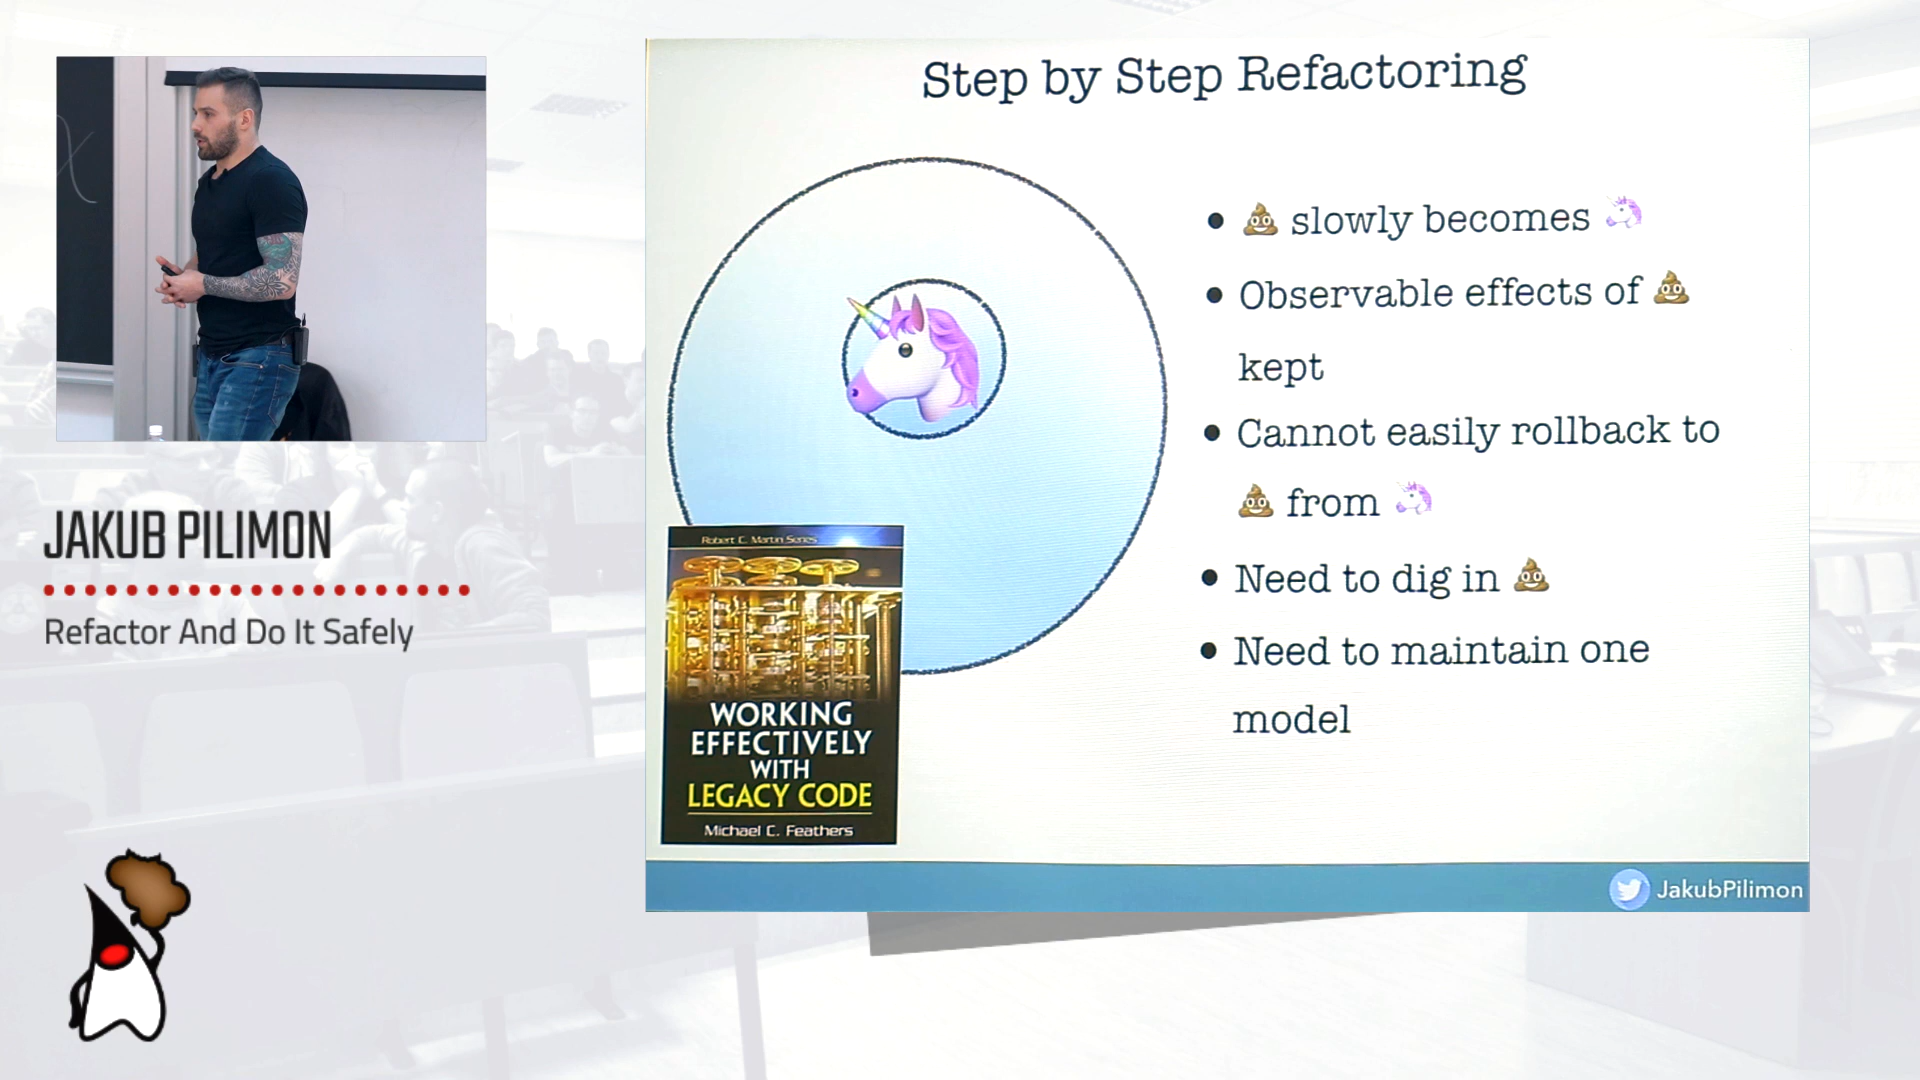 JAKUB PILIMON
Refactor And Do It Safely
Step by Step Refactoring
💩 slowly becomes 🦄
Observable effects of 💩
kept
Cannot easily rollback to
💩 from 🦄
Need to dig in 💩
Need to maintain one
model
Robert C. Martin Series
WORKING
EFFECTIVELY
WITH
LEGACY CODE
Michael C. Feathers
JakubPilimon